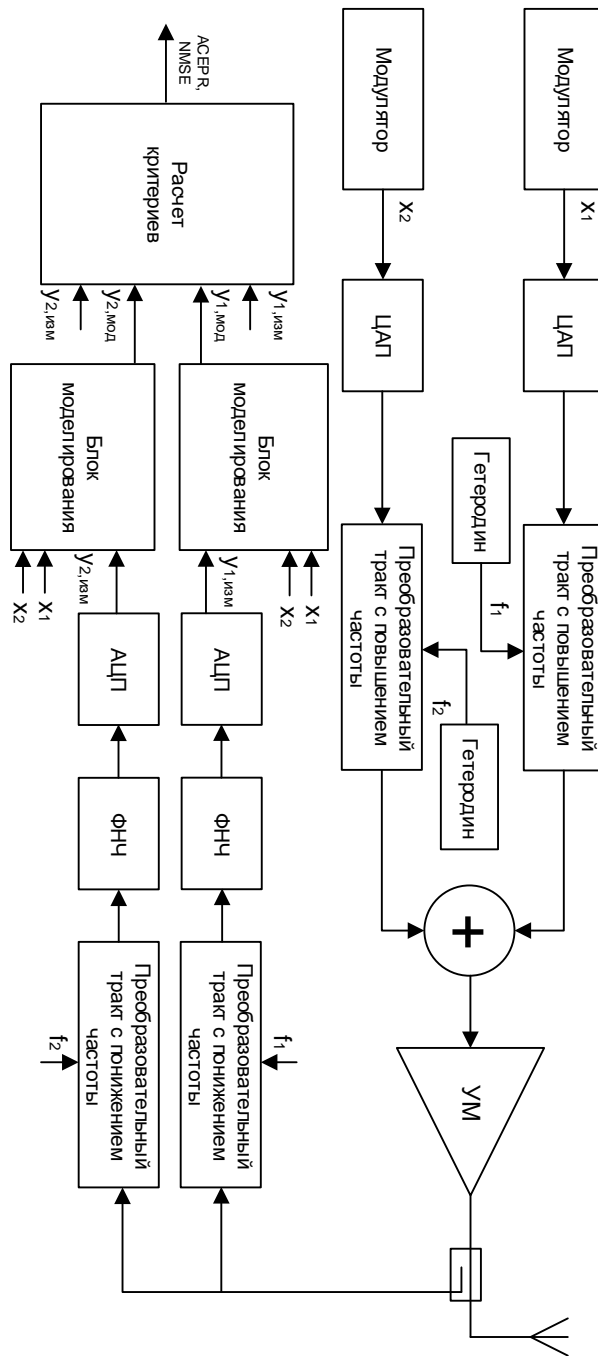 Модулятор
x₁
ЦАП
Преобразовательный
тракт с повышением
частоты
Гетеродин
f₁
+
УМ
f₂
Гетеродин
Модулятор
x₂
ЦАП
Преобразовательный
тракт с повышением
частоты
y₁,изм
y₁,мод
Блок
моделирования
x₁
x₂
y₁,изм
АЦП
ФНЧ
f₁
Преобразовательный
тракт с понижением
частоты
Расчет
критериев
ACEPR,
NMSE
y₂,мод
y₂,изм
Блок
моделирования
y₂,изм
x₁
x₂
АЦП
ФНЧ
Преобразовательный
тракт с понижением
частоты
f₂